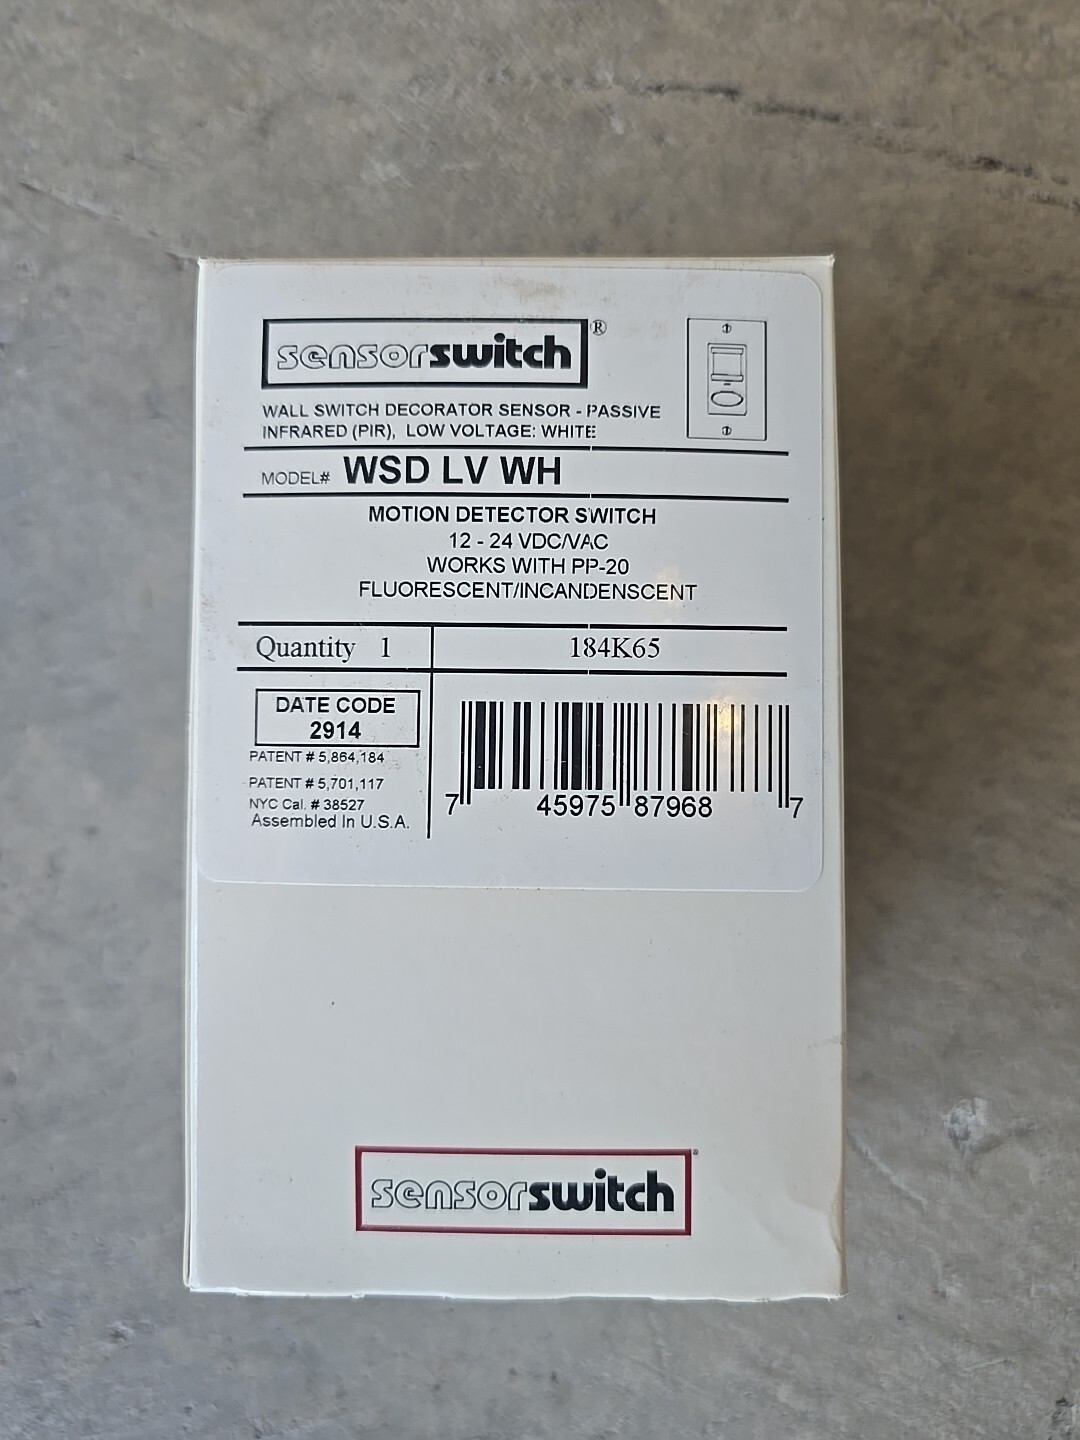 sensorswitch®
WALL SWITCH DECORATOR SENSOR - PASSIVE
INFRARED (PIR), LOW VOLTAGE: WHITE
MODEL# WSD LV WH
MOTION DETECTOR SWITCH
12 - 24 VDC/VAC
WORKS WITH PP-20
FLUORESCENT/INCANDENSCENT
Quantity 1 184K65
DATE CODE
2914
PATENT # 5,864,184
PATENT # 5,701,117
NYC Cal. # 38527
Assembled In U.S.A.
7 45975 87968 7
sensorswitch®